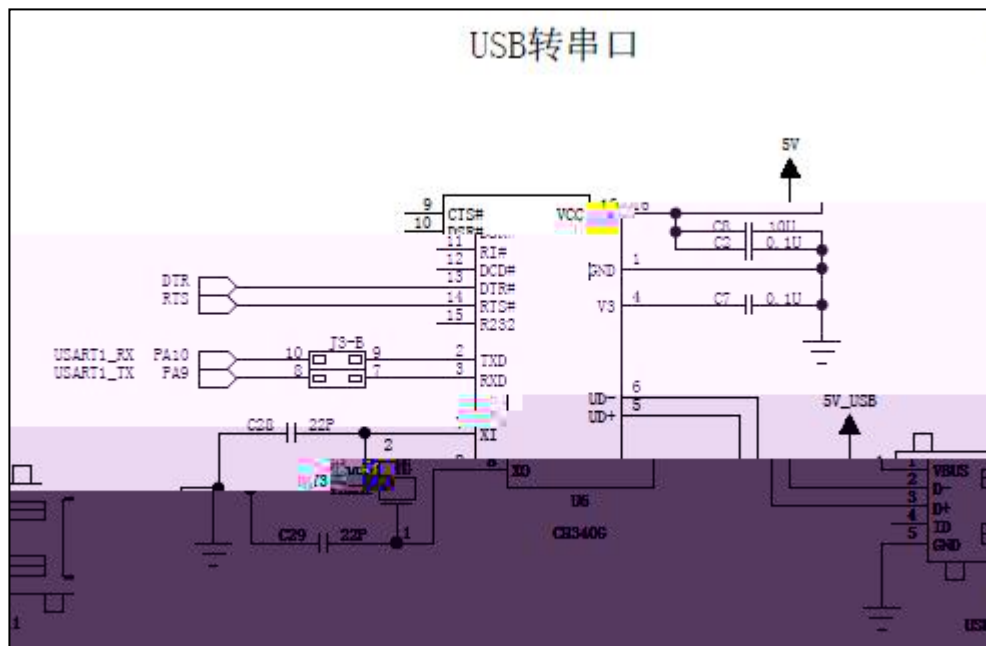 USB转串口
5V
9 CTS# VCC
10 DSR#
C8 10U
C2 0.1U
11 RI#
12 DCD# GND 1
DTR 13 DTR#
RTS 14 RTS# V3 4 C7 0.1U
15 R232
J3-B
USART1_RX PA10 10 9 2 TXD
USART1_TX PA9 8 7 3 RXD
UD- 6
UD+ 5
5V_USB
C28 22P XI
2
8 XO
1 VBUS
2 D-
3 D+
4 ID
5 GND
U6
C29 22P 1 CH340G
1